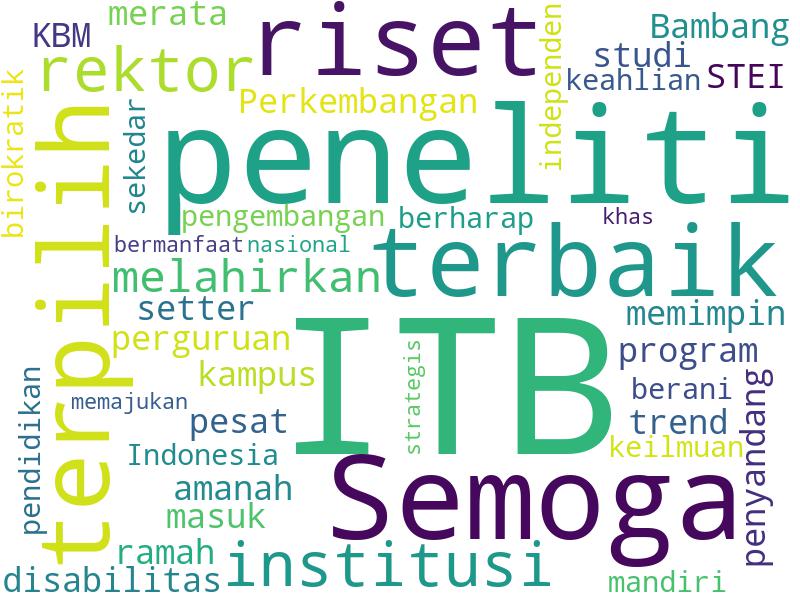 merata
KBM
riset
Bambang
rektor
studi
keahlian
STEI
independen
Perkembangan
birokratik
sekedar
peneliti
terpilih
pengembangan
berharap
khas
bermanfaat
nasional
terbaik
melahirkan
setter
memimpin
perguruan
ITB
program
kampus
strategis
berani
memajukan
pesat
trend
penyandang
pendidikan
Indonesia
keilmuan
amanah
Semoga
masuk
ramah
institusi
disabilitas
mandiri